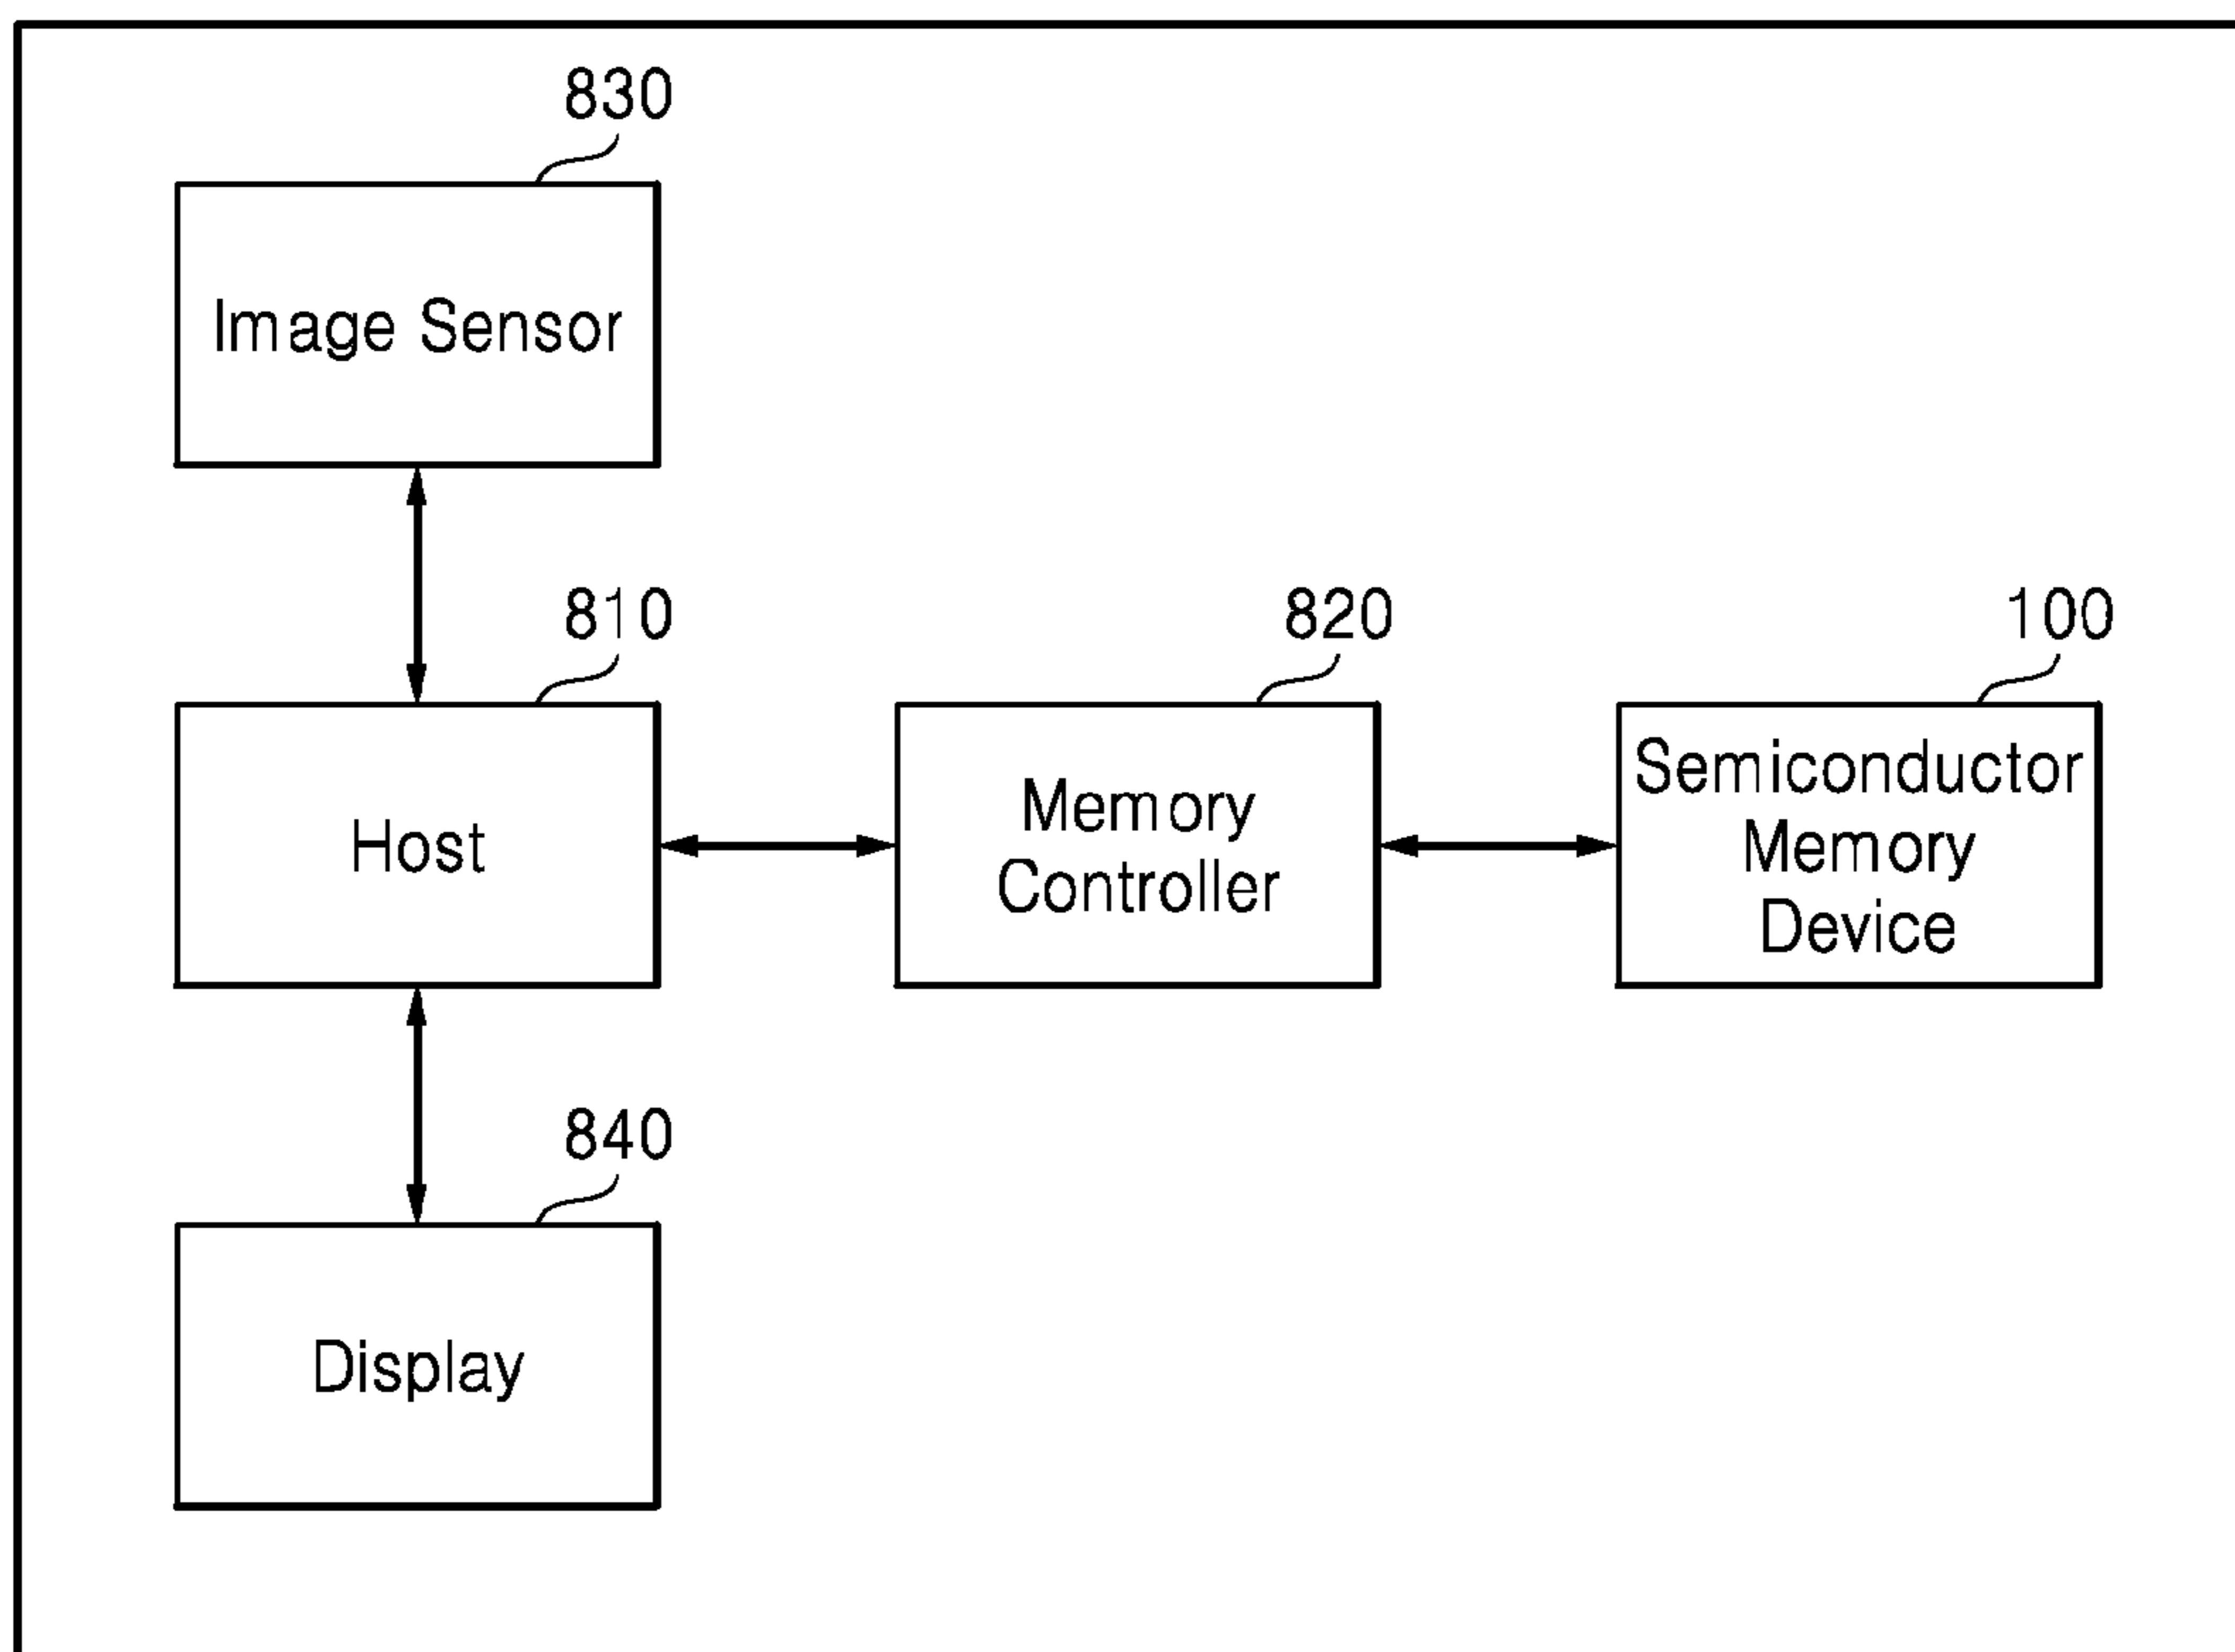 830
Image Sensor
810
Host
820
Memory
Controller
100
Semiconductor
Memory
Device
840
Display